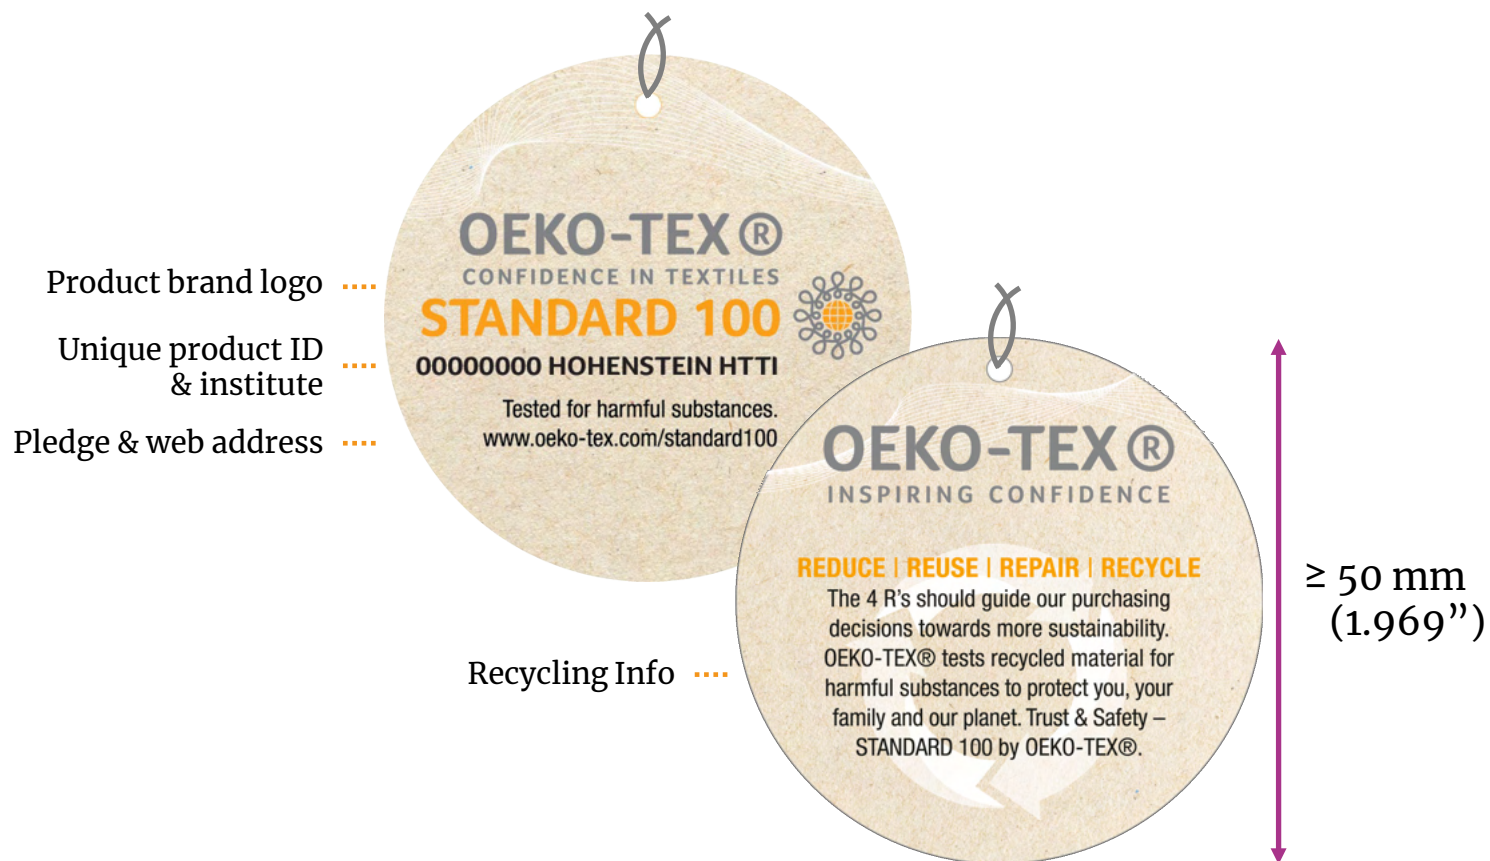 Product brand logo
Unique product ID
& institute
Pledge & web address
OEKO-TEX®
CONFIDENCE IN TEXTILES
STANDARD 100
00000000 HOHENSTEIN HTTI
Tested for harmful substances.
www.oeko-tex.com/standard100
Recycling Info
OEKO-TEX®
INSPIRING CONFIDENCE
REDUCE | REUSE | REPAIR | RECYCLE
The 4 R's should guide our purchasing
decisions towards more sustainability.
OEKO-TEX® tests recycled material for
harmful substances to protect you, your
family and our planet. Trust & Safety –
STANDARD 100 by OEKO-TEX®.
≥ 50 mm
(1.969”)